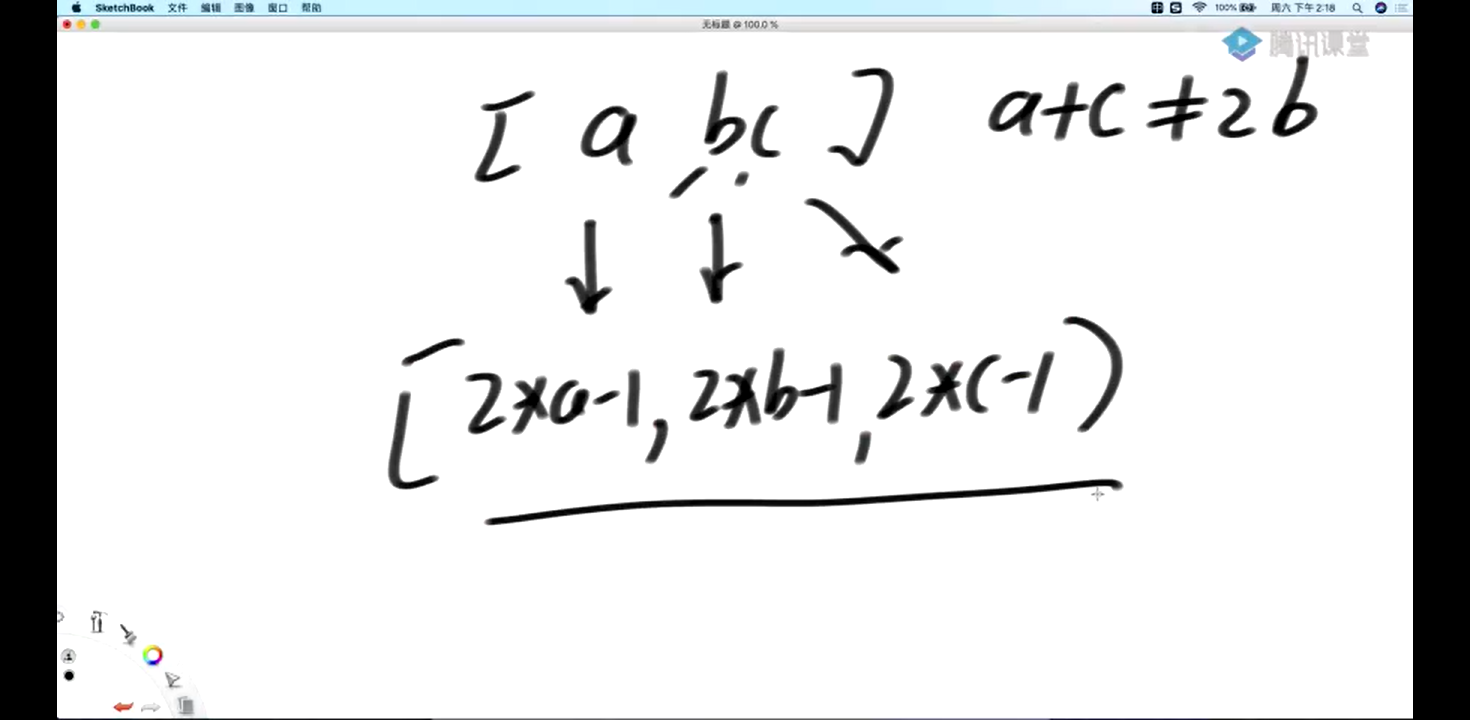 SketchBook 文件 编辑 图像 窗口 帮助 100% 周六 下午 2:18
无标题 @ 100.0 %
腾讯课堂
[ a bc ] a+c≠2b
[2*a-1, 2*b-1, 2*c-1)